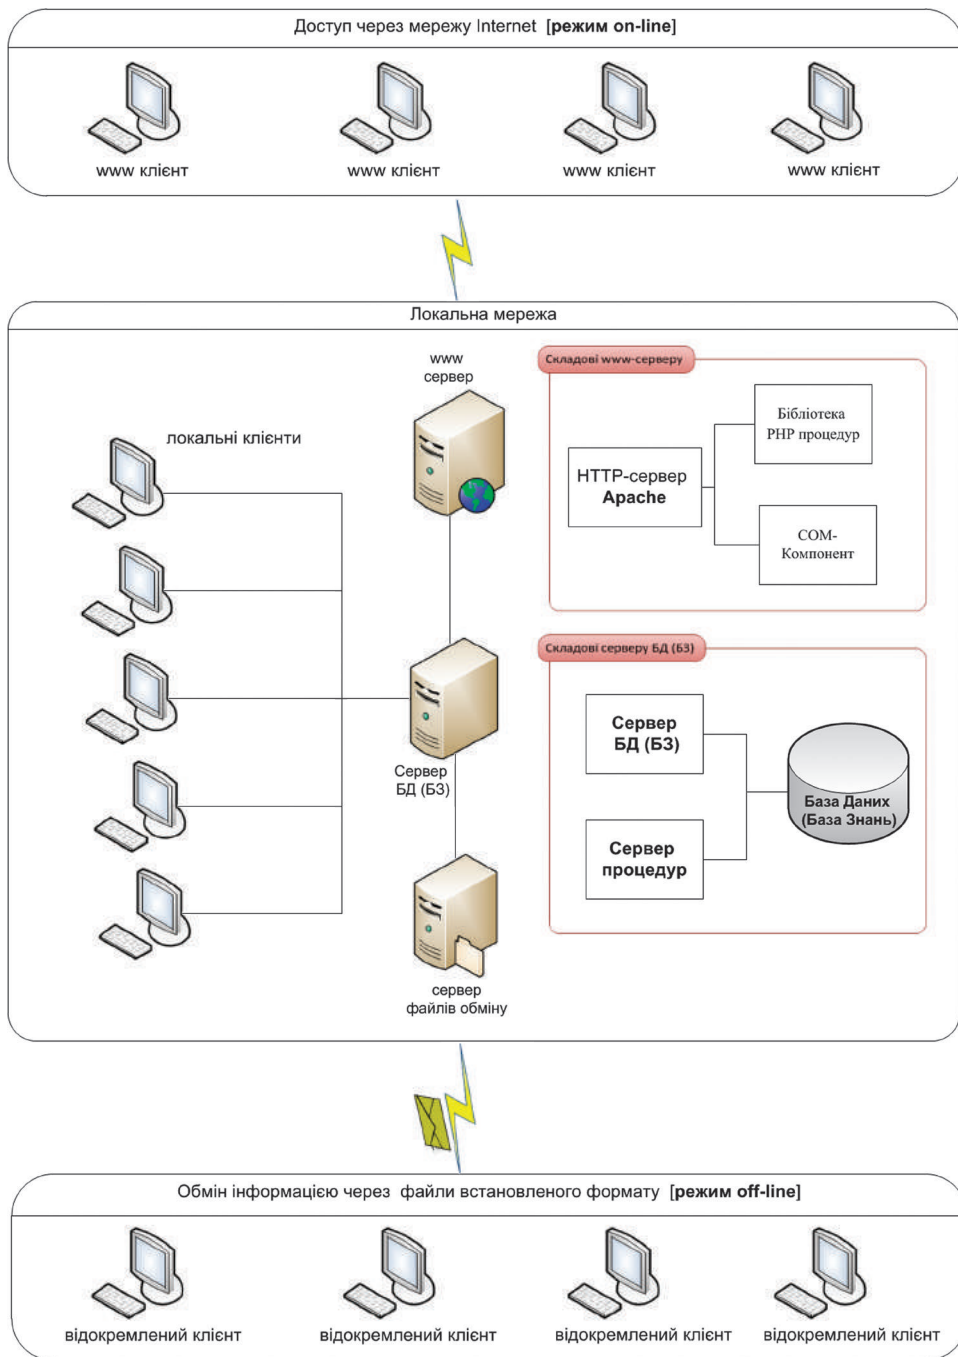 Доступ через мережу Internet [режим on-line]
www клієнт
www клієнт
www клієнт
www клієнт
Локальна мережа
локальні клієнти
www
сервер
Сервер
БД (БЗ)
сервер
файлів обміну
Складові www-серверу
HTTP-сервер
Apache
Бібліотека
PHP процедур
COM-
Компонент
Складові серверу БД (БЗ)
Сервер
БД (БЗ)
Сервер
процедур
База Даних
(База Знань)
Обмін інформацією через файли встановленого формату [режим off-line]
відокремлений клієнт
відокремлений клієнт
відокремлений клієнт
відокремлений клієнт